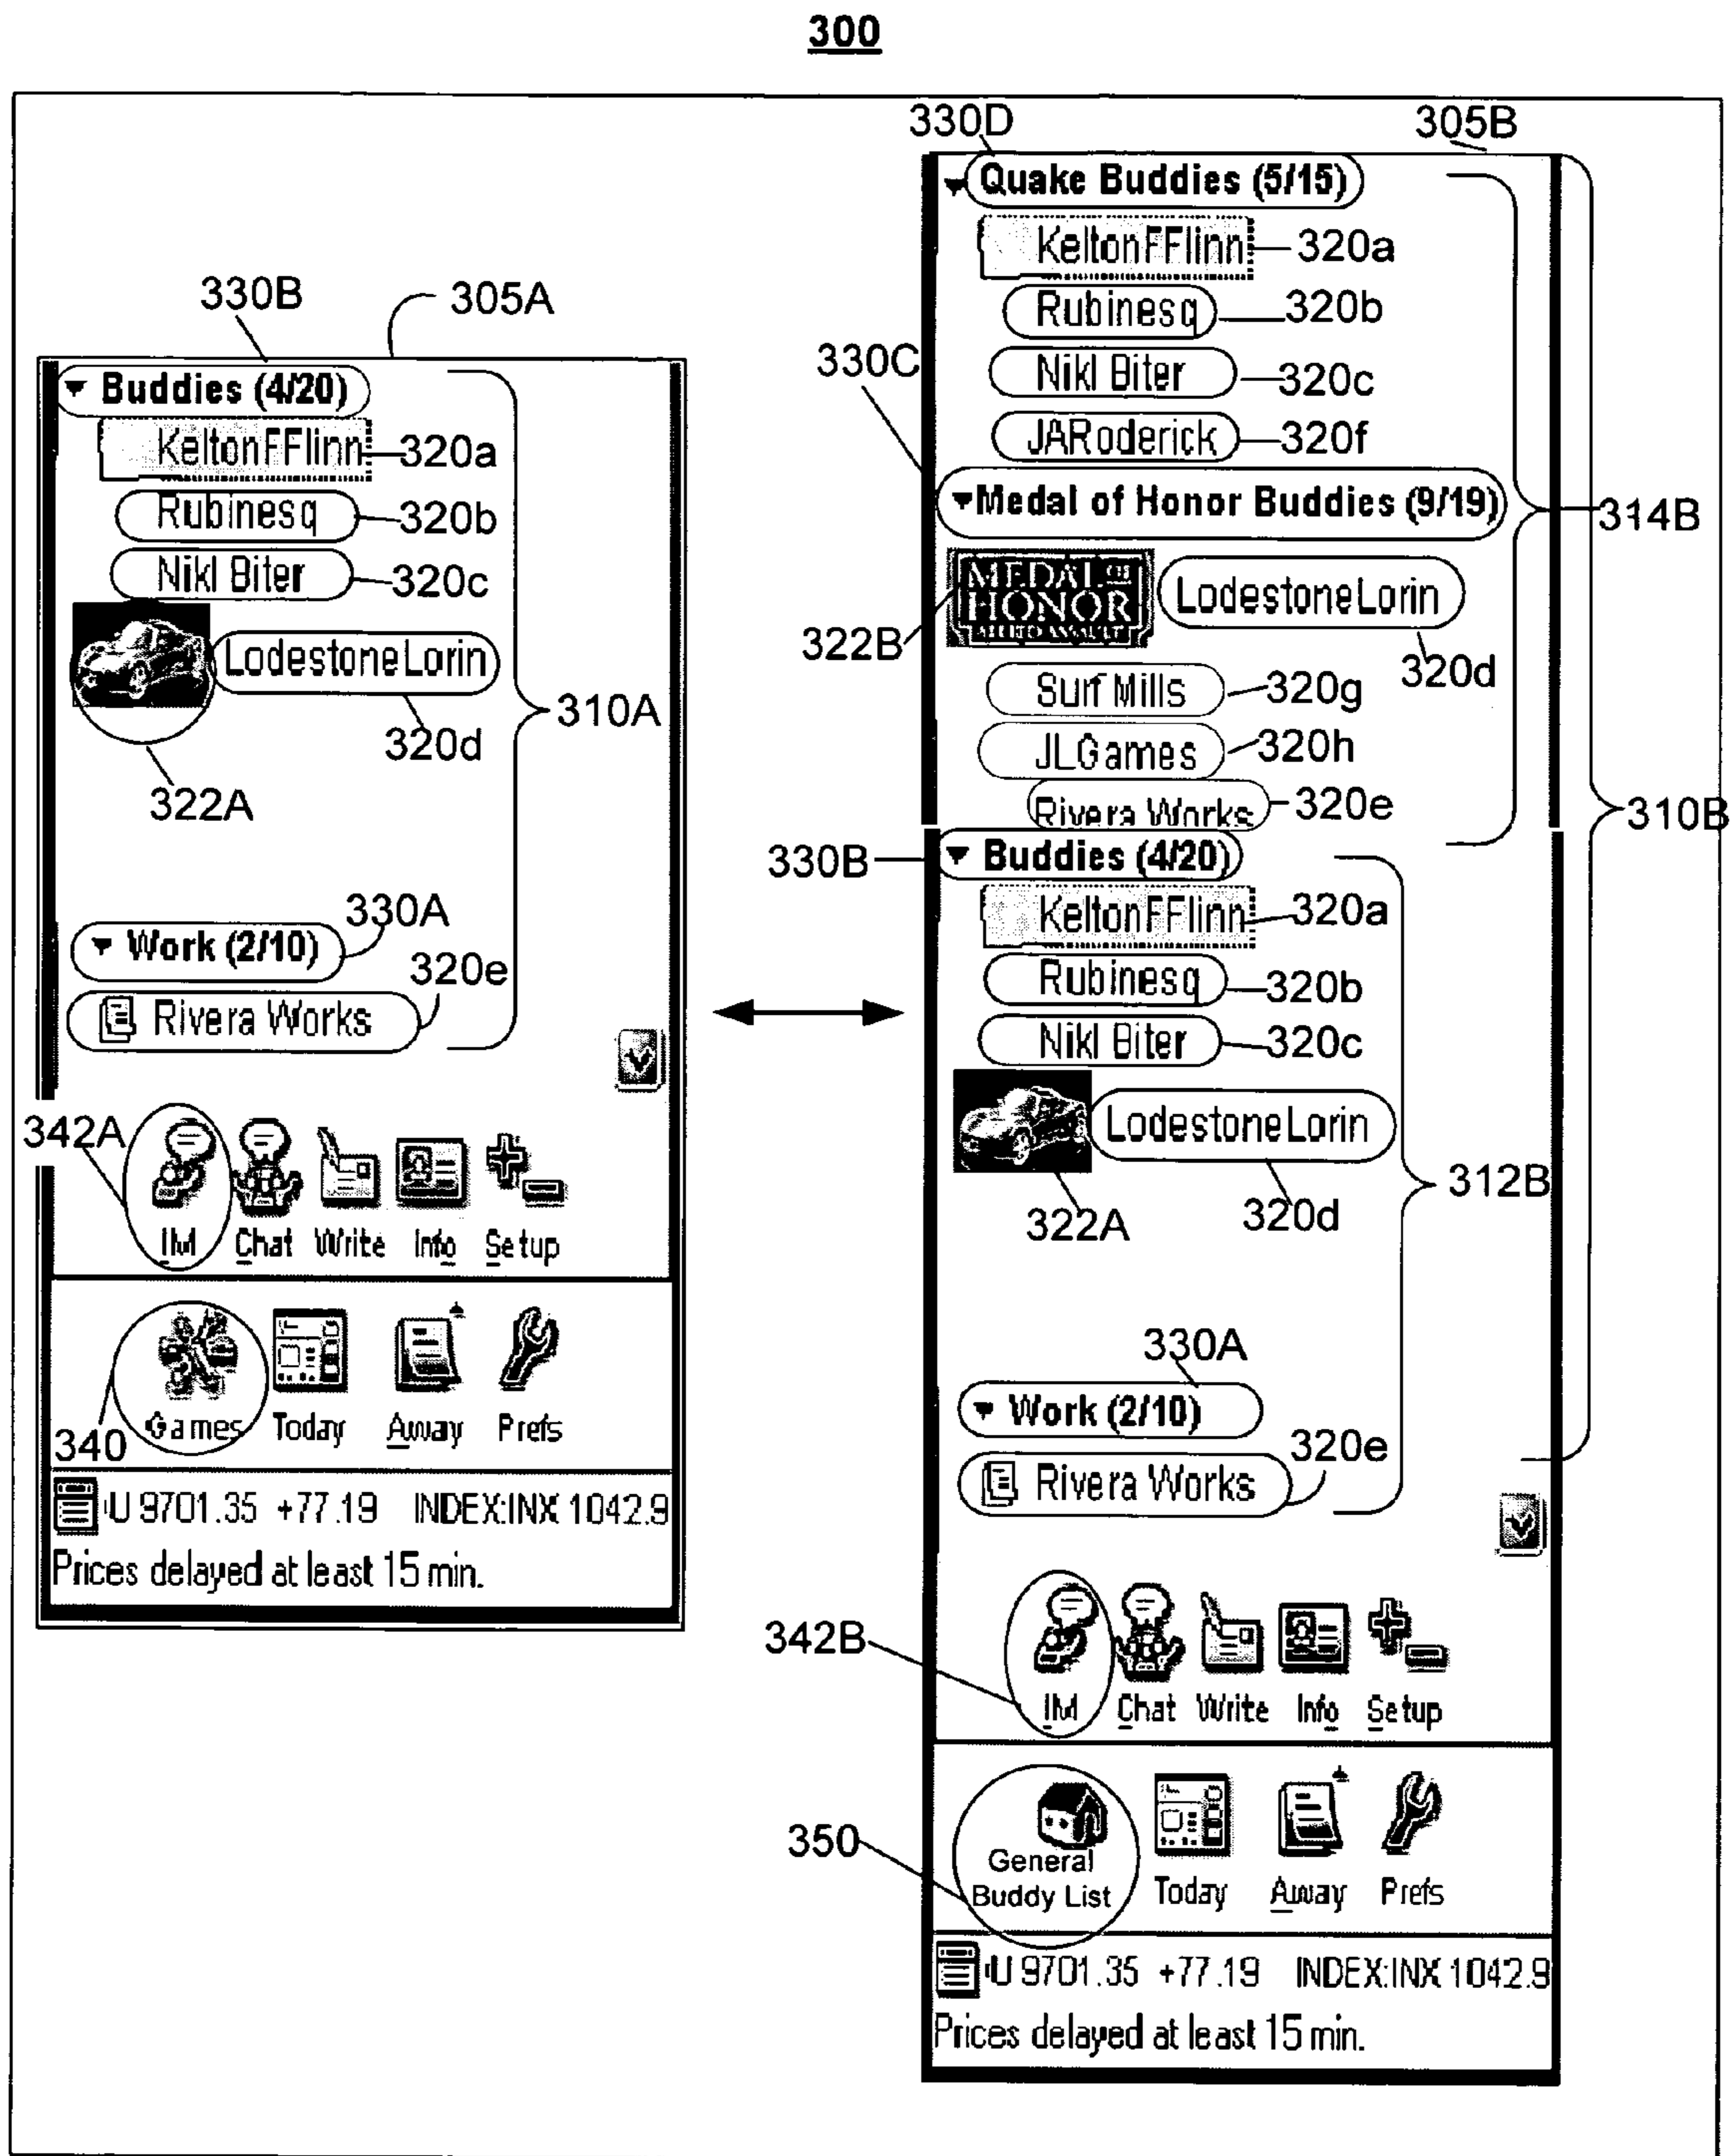 300
330B
305A
Buddies (4/20)
KeltonFFlinn
320a
Rubinesq
320b
Nikl Biter
320c
LodestoneLorin
320d
322A
310A
330A
Work (2/10)
320e
Rivera Works
342A
IM Chat Write Info Setup
Games Today Away Prefs
340
U 9701.35 +77.19 INDEX:INX 1042.9
Prices delayed at least 15 min.
330D
305B
Quake Buddies (5/15)
KeltonFFlinn
320a
Rubinesq
320b
330C
Nikl Biter
320c
JARoderick
320f
Medal of Honor Buddies (9/19)
314B
MEDAL OF
HONOR
LodestoneLorin
322B
320d
Surf Mills
320g
JLGames
320h
Rivera Works
320e
310B
330B
Buddies (4/20)
KeltonFFlinn
320a
Rubinesq
320b
Nikl Biter
320c
LodestoneLorin
312B
322A
320d
330A
Work (2/10)
320e
Rivera Works
342B
IM Chat Write Info Setup
350
General
Buddy List Today Away Prefs
U 9701.35 +77.19 INDEX:INX 1042.9
Prices delayed at least 15 min.